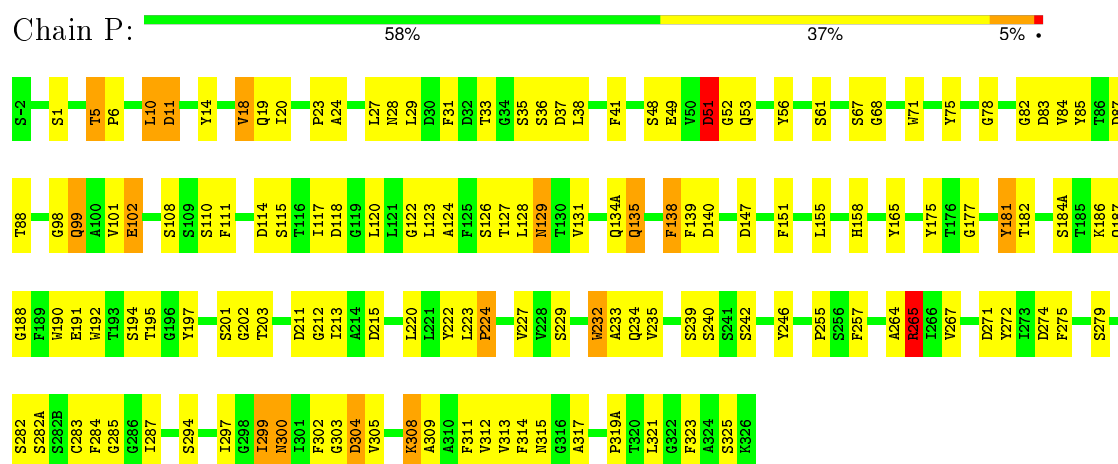 Chain P:
58% 37% 5% •
S-2 S1 T5 P6 L10 D11 Y14 V18 Q19 I20 P23 A24 L27 N28 L29 D30 F31 D32 T33 G34 S35 S36 D37 L38 F41 S48 E49 V50 D51 G52 Q53 Y56 S61 S67 G68 W71 Y75 G78 G82 D83 V84 Y85 T86 D87
T88 G98 Q99 A100 V101 E102 S108 S109 S110 F111 D114 S115 T116 I117 D118 G119 L120 L121 G122 L123 A124 F125 S126 T127 L128 N129 T130 V131 Q134A Q135 F138 F139 D140 D147 F151 L155 H158 Y165 Y175 T176 G177 Y181 T182 S184A T185 K186 Q187
G188 F189 W190 E191 W192 T193 S194 T195 G196 Y197 S201 G202 T203 D211 G212 I213 A214 D215 L220 L221 Y222 L223 P224 V227 V228 S229 W232 A233 Q234 V235 S239 S240 S241 S242 Y246 P255 S256 F257 A264 R265 I266 V267 D271 Y272 I273 D274 F275 S279
S282 S282A S282B C283 F284 G285 G286 I287 S294 I297 G298 I299 N300 I301 F302 G303 D304 V305 K308 A309 A310 F311 V312 V313 F314 N315 G316 A317 P319A T320 L321 G322 F323 A324 S325 K326